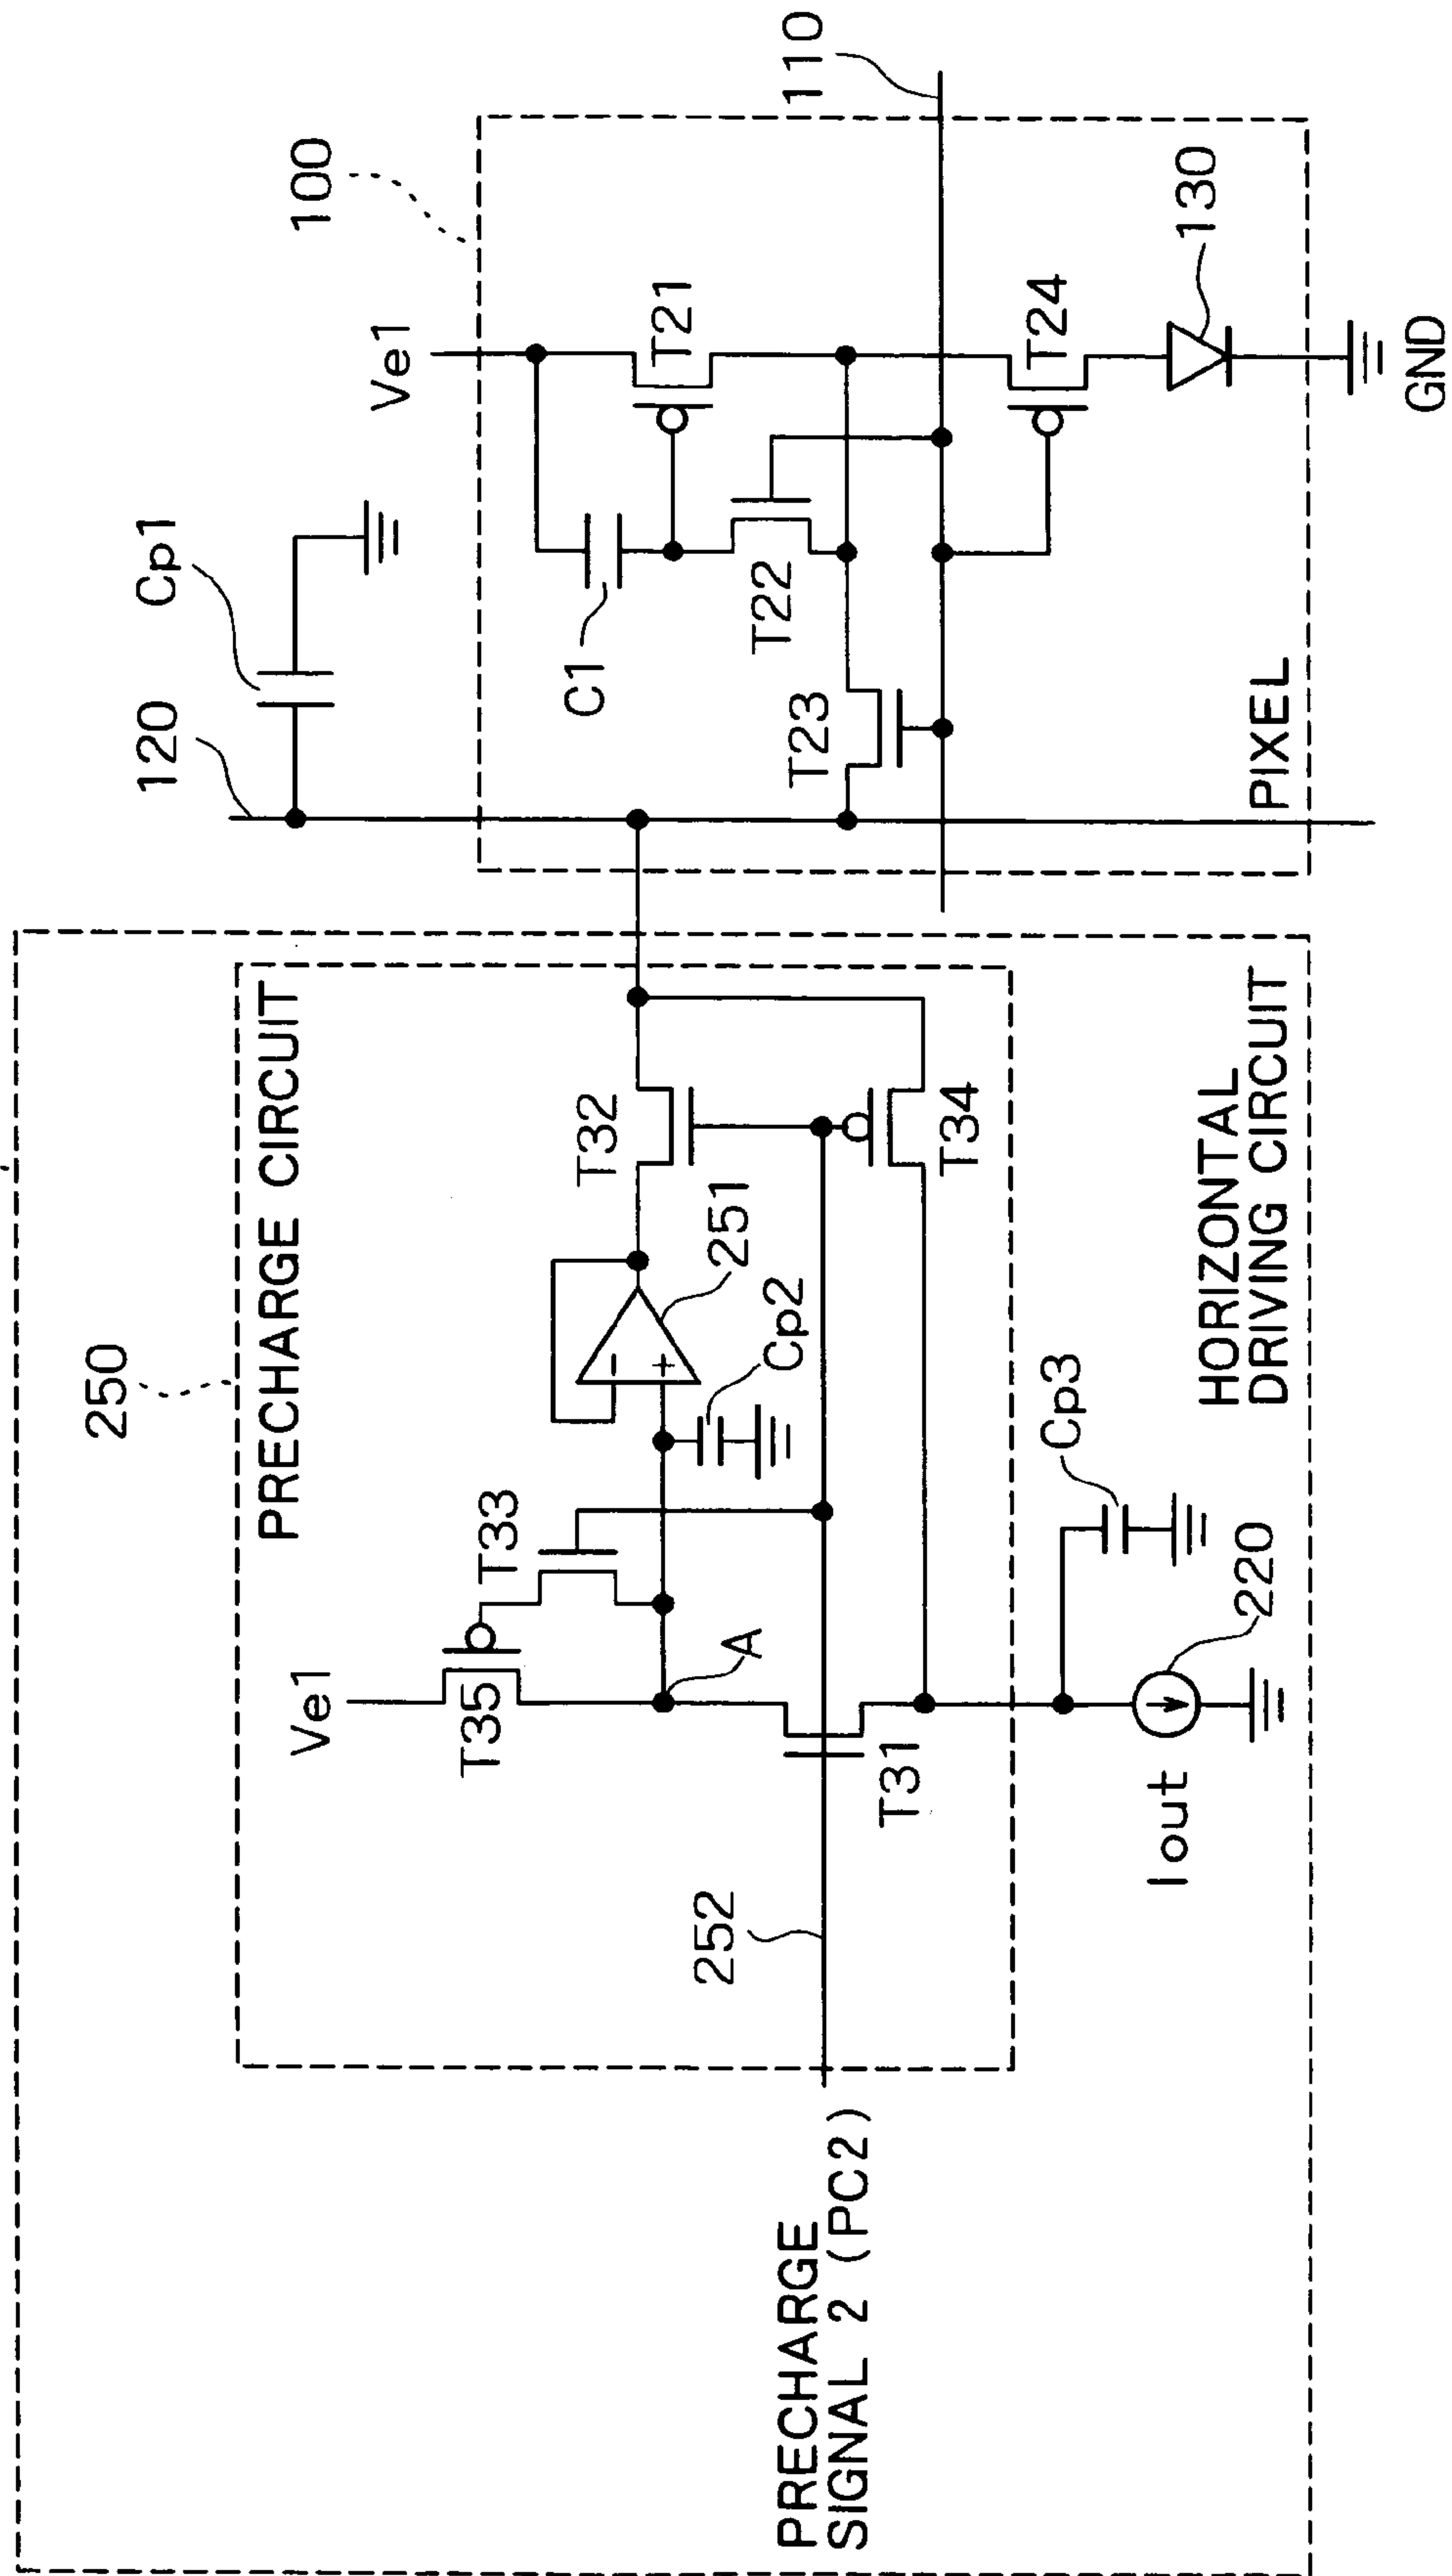 250
PRECHARGE CIRCUIT
Ve1
T35
T33
A
251
Cp2
T32
T34
T31
252
PRECHARGE
SIGNAL 2 (PC2)
Iout
220
Cp3
HORIZONTAL
DRIVING CIRCUIT
120
Cp1
100
Ve1
C1
T21
T22
T23
T24
110
130
PIXEL
GND
-
+